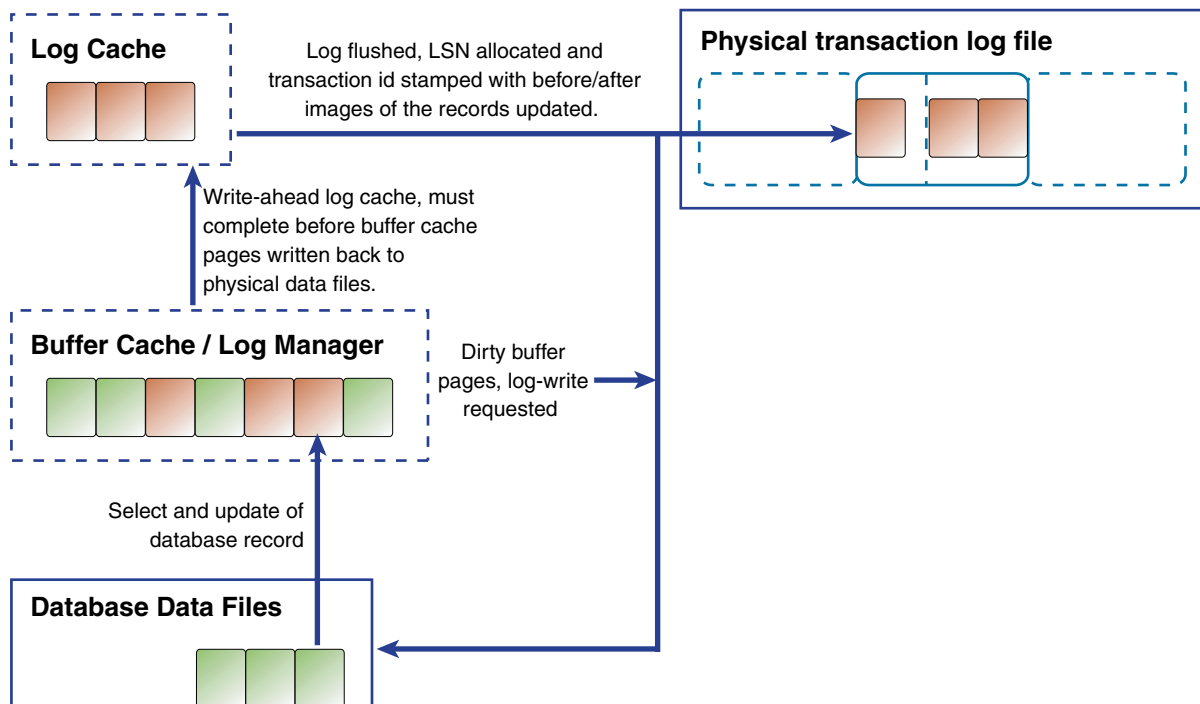 Log Cache
Log flushed, LSN allocated and
transaction id stamped with before/after
images of the records updated.
Physical transaction log file
Write-ahead log cache, must
complete before buffer cache
pages written back to
physical data files.
Buffer Cache / Log Manager
Dirty buffer
pages, log-write
requested
Select and update of
database record
Database Data Files